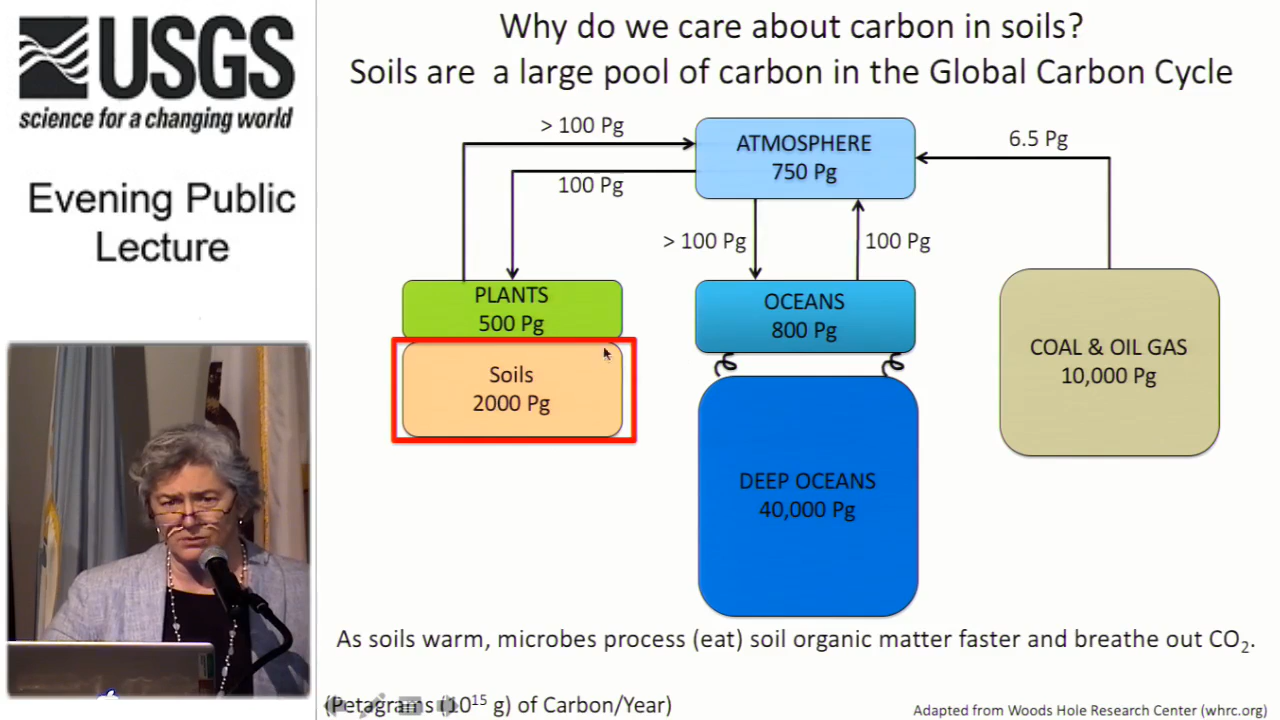 USGS
science for a changing world
Evening Public
Lecture
Why do we care about carbon in soils?
Soils are a large pool of carbon in the Global Carbon Cycle
> 100 Pg
ATMOSPHERE
750 Pg
6.5 Pg
100 Pg
> 100 Pg
100 Pg
PLANTS
500 Pg
OCEANS
800 Pg
Soils
2000 Pg
COAL & OIL GAS
10,000 Pg
DEEP OCEANS
40,000 Pg
As soils warm, microbes process (eat) soil organic matter faster and breathe out CO₂.
(Petagrams (10¹⁵ g) of Carbon/Year)
Adapted from Woods Hole Research Center (whrc.org)